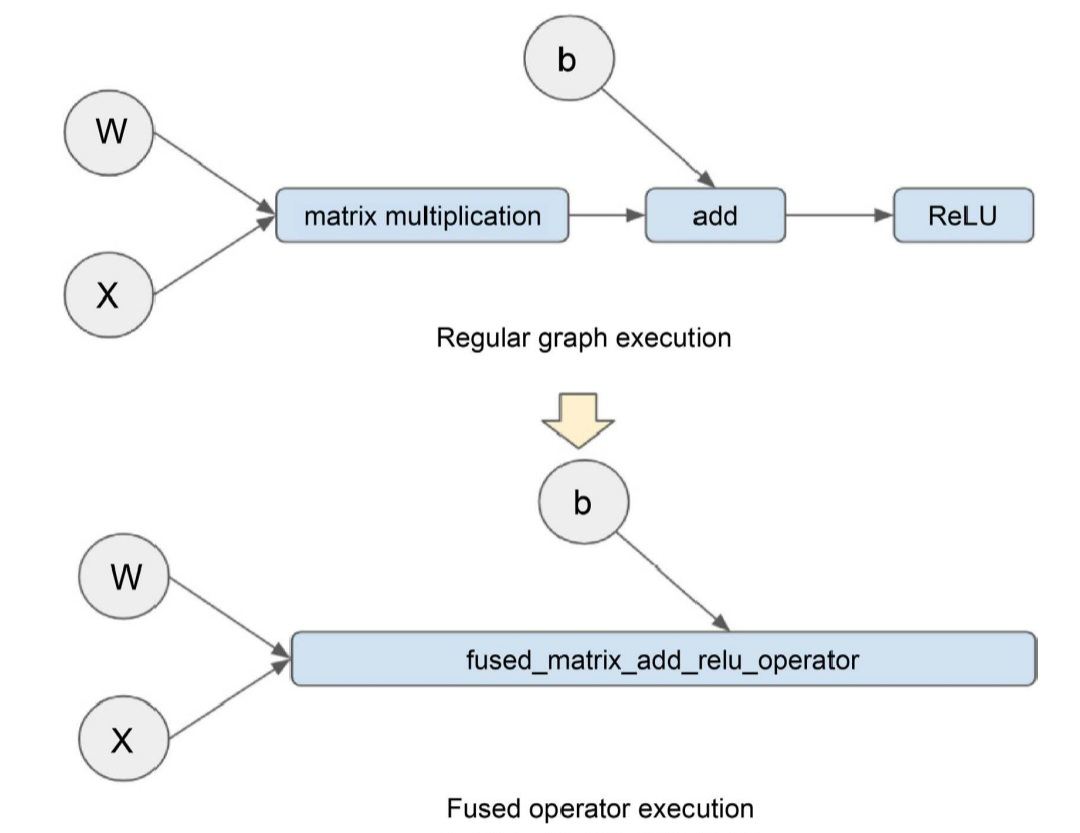 b
W
matrix multiplication
add
ReLU
X
Regular graph execution
b
W
fused_matrix_add_relu_operator
X
Fused operator execution